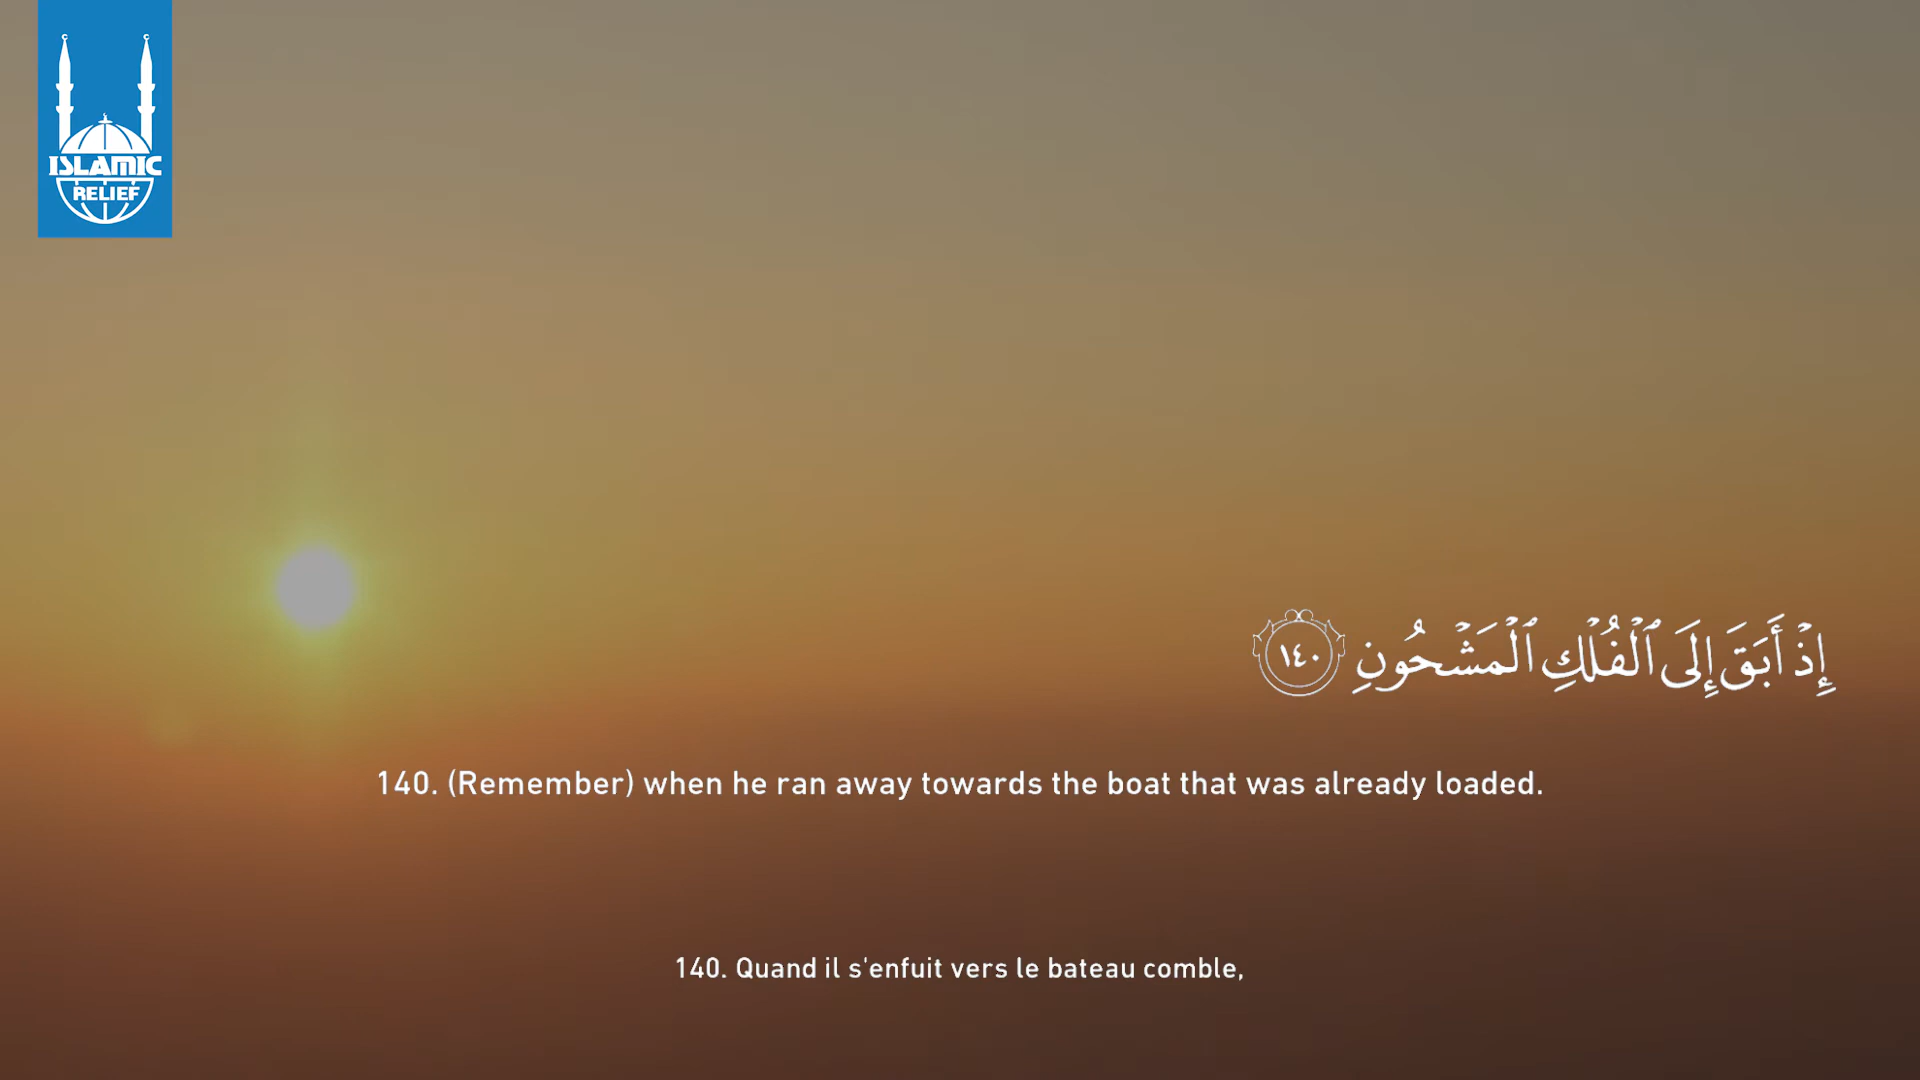 ISLAMIC
RELIEF
إِذْ أَبَقَ إِلَى ٱلْفُلْكِ ٱلْمَشْحُونِ ١٤٠
140. (Remember) when he ran away towards the boat that was already loaded.
140. Quand il s'enfuit vers le bateau comble,